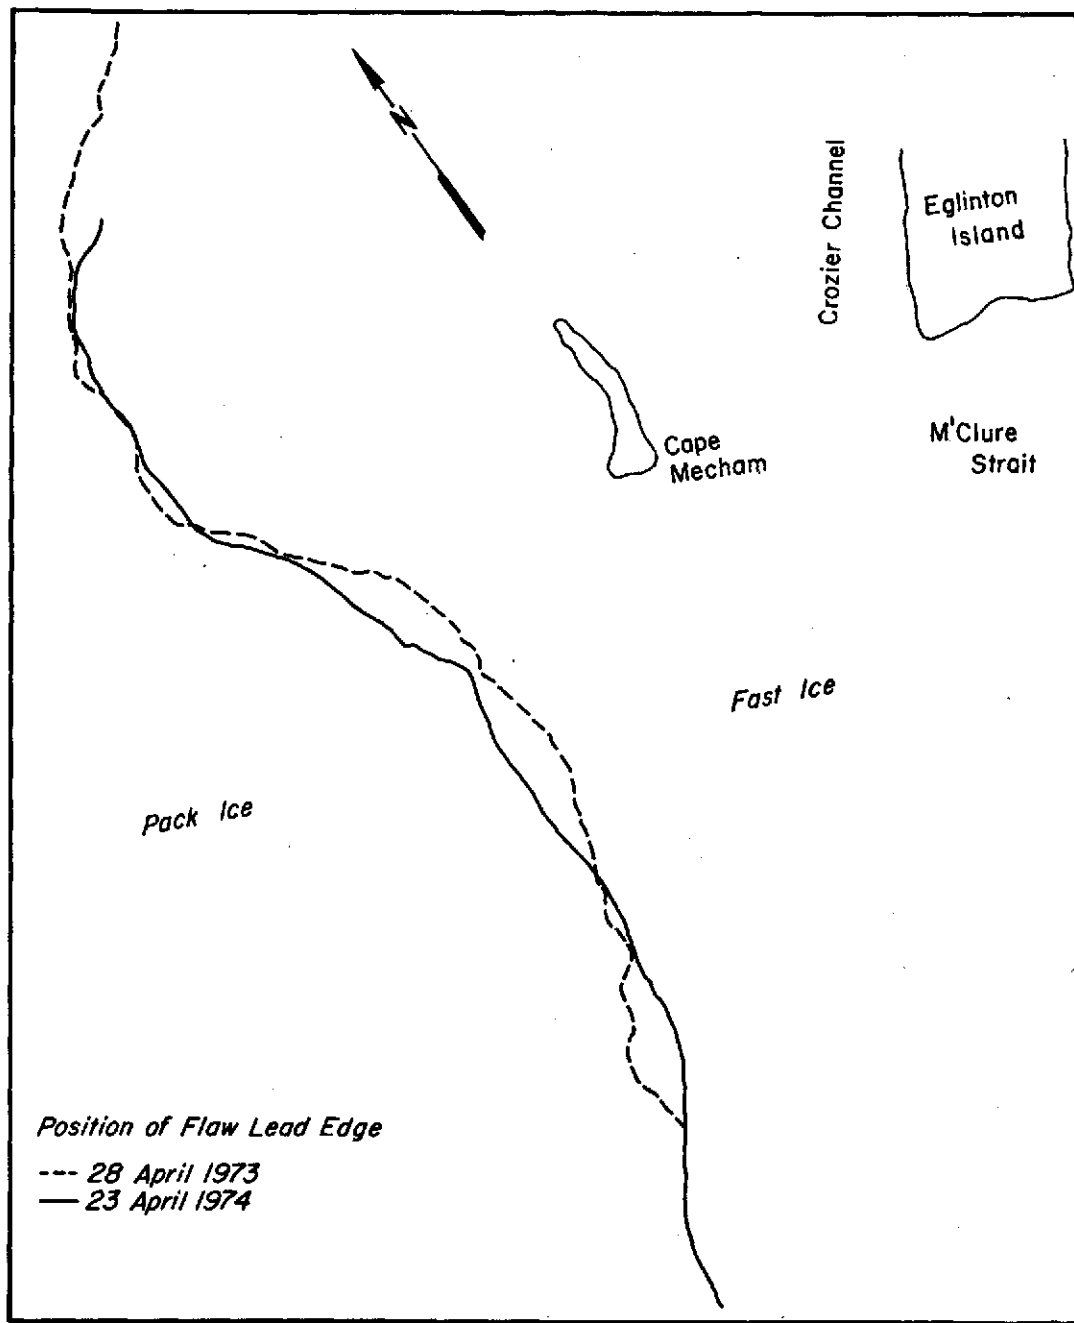 N
Crozier Channel
Eglinton
Island
Cape
Mecham
M'Clure
Strait
Fast Ice
Pack Ice
Position of Flaw Lead Edge
--- 28 April 1973
— 23 April 1974